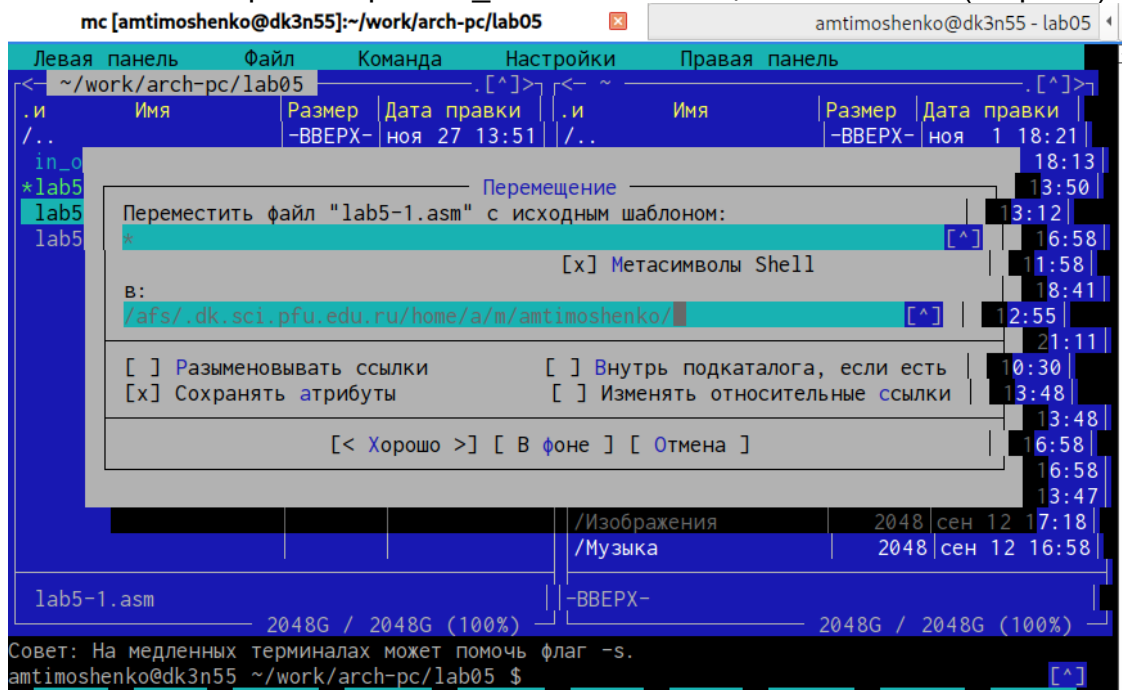 mc [amtimoshenko@dk3n55]:~/work/arch-pc/lab05 amtimoshenko@dk3n55 - lab05
Левая панель Файл Команда Настройки Правая панель
<— ~/work/arch-pc/lab05 .[^]> <— ~ .[^]>
.и Имя Размер Дата правки .и Имя Размер Дата правки
/.. -ВВЕРХ- ноя 27 13:51 /.. -ВВЕРХ- ноя 1 18:21
in_o 18:13
*lab5 Перемещение 13:50
lab5 Переместить файл "lab5-1.asm" с исходным шаблоном: 13:12
lab5 * [^] 16:58
[x] Метасимволы Shell 11:58
в: 18:41
/afs/.dk.sci.pfu.edu.ru/home/a/m/amtimoshenko/ [^] 12:55
21:11
[ ] Разыменовывать ссылки [ ] Внутрь подкаталога, если есть 10:30
[x] Сохранять атрибуты [ ] Изменять относительные ссылки 13:48
13:48
[< Хорошо >] [ В фоне ] [ Отмена ] 16:58
16:58
13:47
/Изображения 2048 сен 12 17:18
/Музыка 2048 сен 12 16:58
lab5-1.asm -ВВЕРХ-
2048G / 2048G (100%) 2048G / 2048G (100%)
Совет: На медленных терминалах может помочь флаг -s.
amtimoshenko@dk3n55 ~/work/arch-pc/lab05 $ [^]